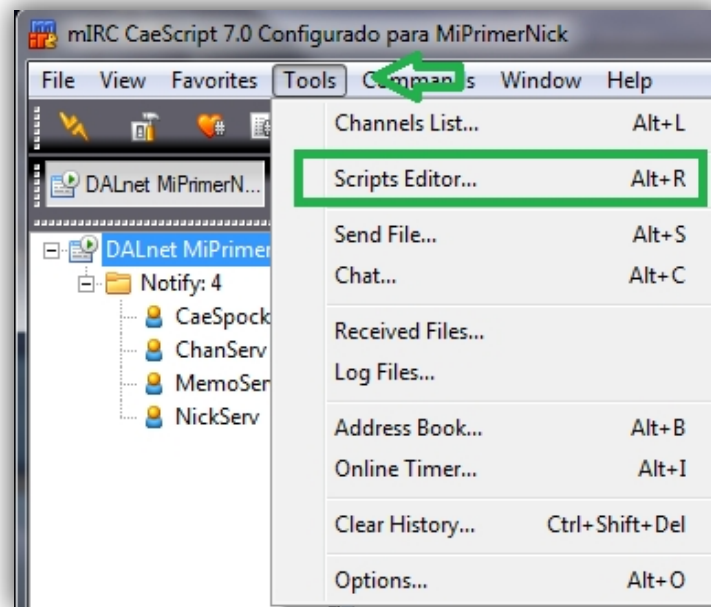 mIRC CaeScript 7.0 Configurado para MiPrimerNick
File View Favorites Tools Commands Window Help
DALnet MiPrimerN...
DALnet MiPrimer
Notify: 4
CaeSpock
ChanServ
MemoSer
NickServ
Channels List... Alt+L
Scripts Editor... Alt+R
Send File... Alt+S
Chat... Alt+C
Received Files...
Log Files...
Address Book... Alt+B
Online Timer... Alt+I
Clear History... Ctrl+Shift+Del
Options... Alt+O